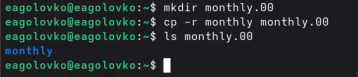 eagolovko@eagolovko:~$ mkdir monthly.00
eagolovko@eagolovko:~$ cp -r monthly monthly.00
eagolovko@eagolovko:~$ ls monthly.00
monthly
eagolovko@eagolovko:~$